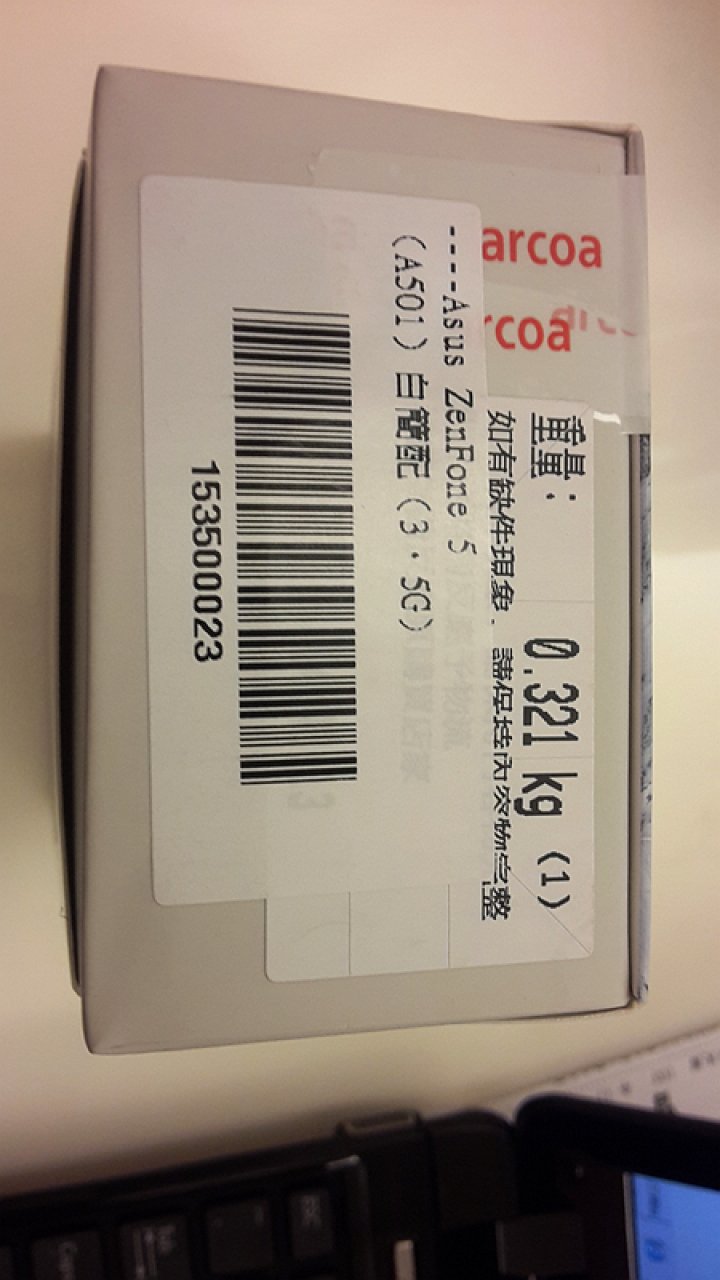 arcoa
rcoa
重量： 0.321 kg (1)
如有缺件現象﹐請保持內容物完整
----Asus ZenFone 5
(A501) 白簡配 (3．5G)
153500023